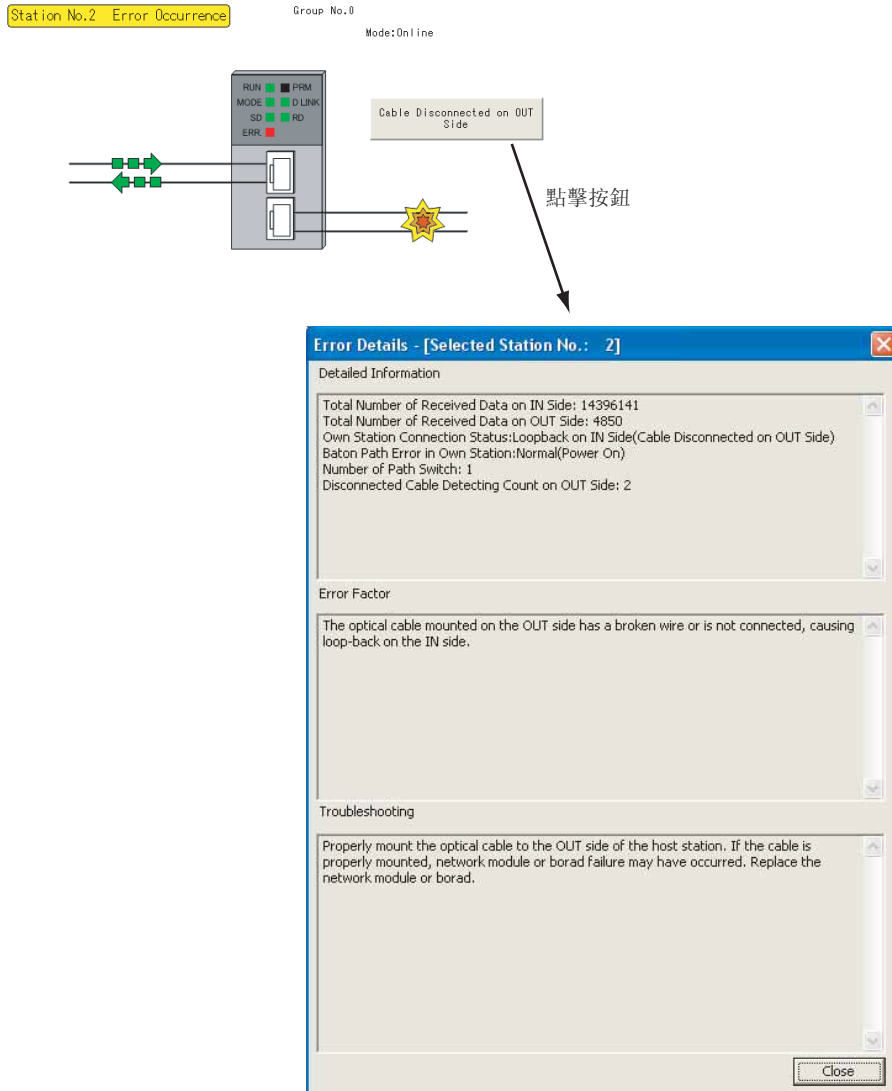 Station No.2 Error Occurrence
Group No.0
Mode:Online
RUN PRM
MODE D LINK
SD RD
ERR.
Cable Disconnected on OUT
Side
點擊按鈕
Error Details - [Selected Station No.: 2]
Detailed Information
Total Number of Received Data on IN Side: 14396141
Total Number of Received Data on OUT Side: 4850
Own Station Connection Status:Loopback on IN Side(Cable Disconnected on OUT Side)
Baton Path Error in Own Station:Normal(Power On)
Number of Path Switch: 1
Disconnected Cable Detecting Count on OUT Side: 2
Error Factor
The optical cable mounted on the OUT side has a broken wire or is not connected, causing
loop-back on the IN side.
Troubleshooting
Properly mount the optical cable to the OUT side of the host station. If the cable is
properly mounted, network module or borad failure may have occurred. Replace the
network module or borad.
Close